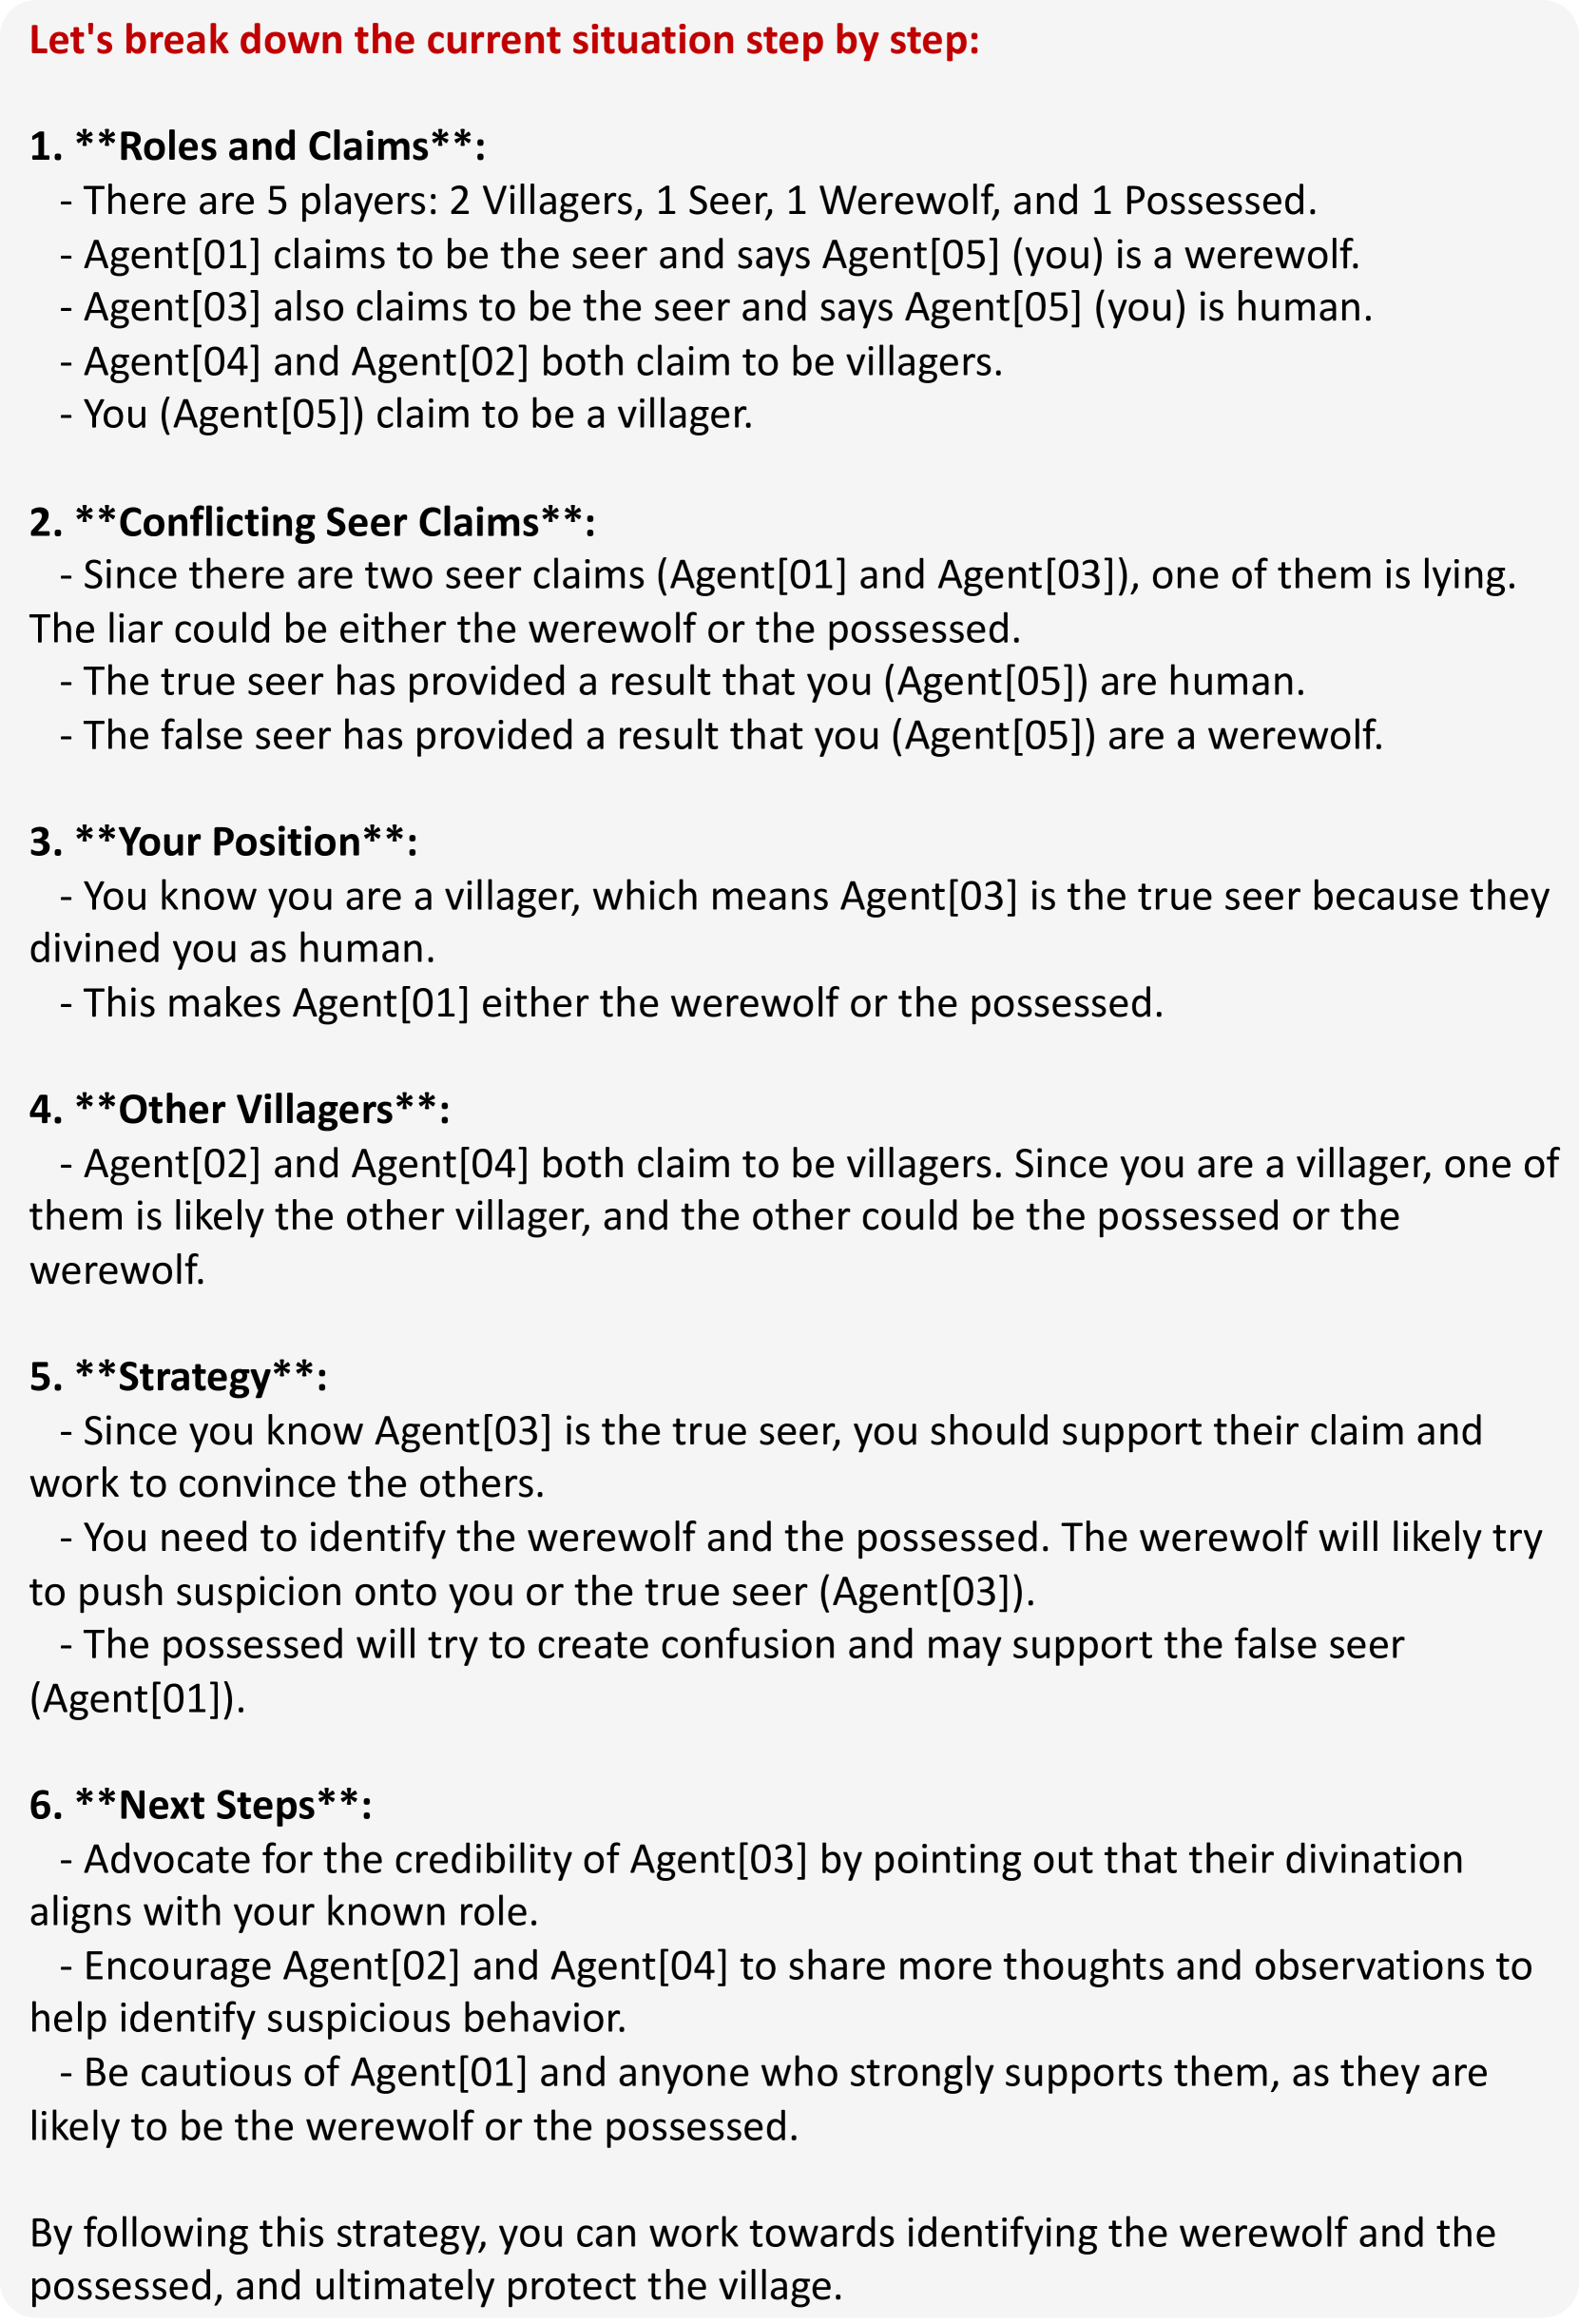 Let's break down the current situation step by step:
1. **Roles and Claims**:
- There are 5 players: 2 Villagers, 1 Seer, 1 Werewolf, and 1 Possessed.
- Agent[01] claims to be the seer and says Agent[05] (you) is a werewolf.
- Agent[03] also claims to be the seer and says Agent[05] (you) is human.
- Agent[04] and Agent[02] both claim to be villagers.
- You (Agent[05]) claim to be a villager.
2. **Conflicting Seer Claims**:
- Since there are two seer claims (Agent[01] and Agent[03]), one of them is lying.
The liar could be either the werewolf or the possessed.
- The true seer has provided a result that you (Agent[05]) are human.
- The false seer has provided a result that you (Agent[05]) are a werewolf.
3. **Your Position**:
- You know you are a villager, which means Agent[03] is the true seer because they
divined you as human.
- This makes Agent[01] either the werewolf or the possessed.
4. **Other Villagers**:
- Agent[02] and Agent[04] both claim to be villagers. Since you are a villager, one of
them is likely the other villager, and the other could be the possessed or the
werewolf.
5. **Strategy**:
- Since you know Agent[03] is the true seer, you should support their claim and
work to convince the others.
- You need to identify the werewolf and the possessed. The werewolf will likely try
to push suspicion onto you or the true seer (Agent[03]).
- The possessed will try to create confusion and may support the false seer
(Agent[01]).
6. **Next Steps**:
- Advocate for the credibility of Agent[03] by pointing out that their divination
aligns with your known role.
- Encourage Agent[02] and Agent[04] to share more thoughts and observations to
help identify suspicious behavior.
- Be cautious of Agent[01] and anyone who strongly supports them, as they are
likely to be the werewolf or the possessed.
By following this strategy, you can work towards identifying the werewolf and the
possessed, and ultimately protect the village.